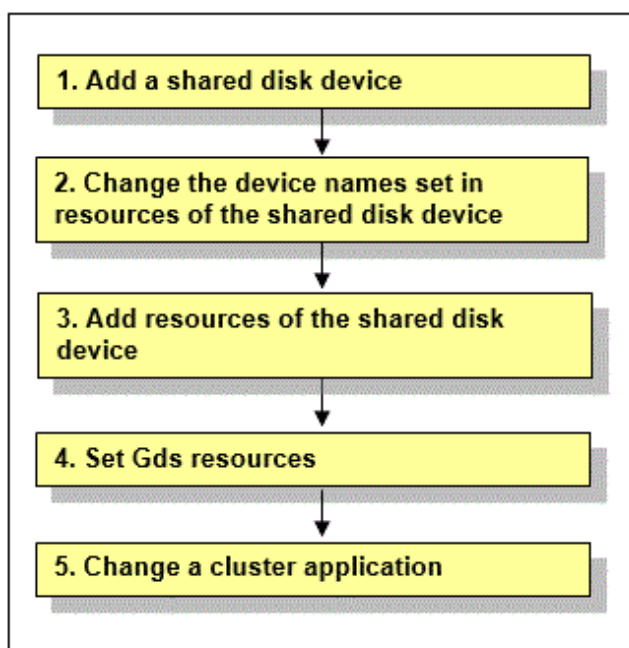 1. Add a shared disk device
2. Change the device names set in
resources of the shared disk device
3. Add resources of the shared disk
device
4. Set Gds resources
5. Change a cluster application